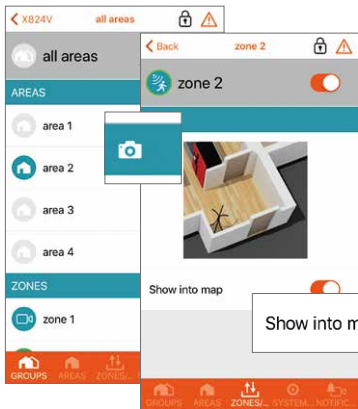 X824V
all areas
all areas
AREAS
area 1
area 2
area 3
area 4
ZONES
zone 1
GROUPS AREAS ZONES/...
Back
zone 2
zone 2
Show into map
Show into m
GROUPS AREAS ZONES/... SYSTEM... NOTIFIC...